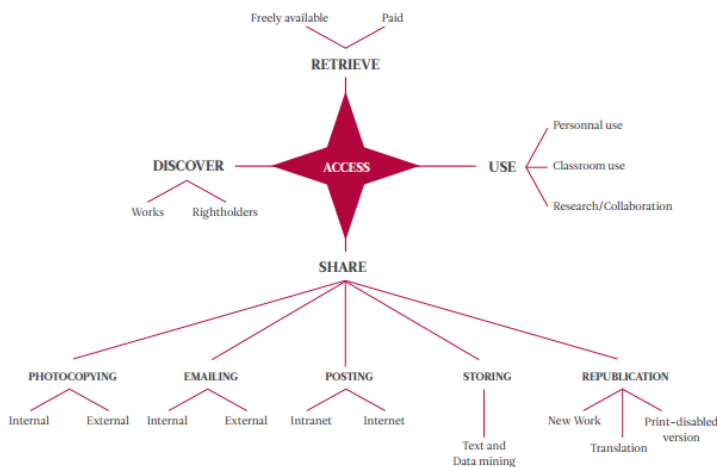 Freely available
Paid
RETRIEVE
DISCOVER
ACCESS
USE
Personnal use
Classroom use
Research/Collaboration
Works
Rightholders
SHARE
PHOTOCOPYING
EMAILING
POSTING
STORING
REPUBLICATION
Internal
External
Internal
External
Intranet
Internet
Text and
Data mining
New Work
Translation
Print-disabled
version